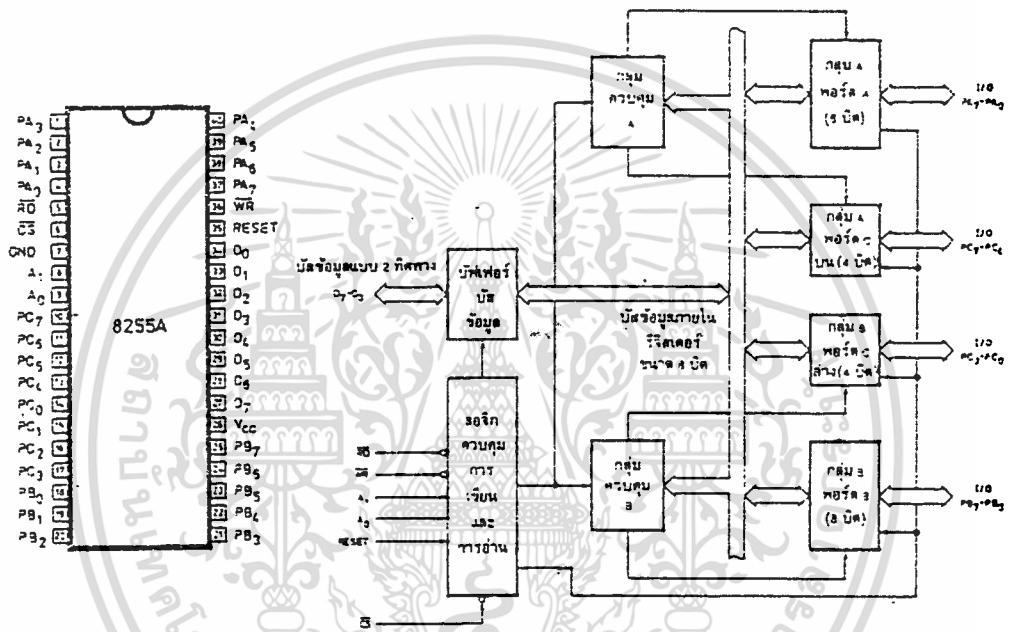 PA3
PA2
PA1
PA0
RD
CS
GND
A1
A0
PC7
PC5
PC4
PC0
PC1
PC2
PC3
PB0
PB1
PB2
8255A
PA5
PA6
PA7
WR
RESET
D0
D1
D2
D3
D4
D5
D6
D7
VCC
PB7
PB5
PB4
PB3
บัสข้อมูลแบบ 2 ทิศทาง
D7-D0
บัฟเฟอร์
บัส
ข้อมูล
RD
A0
RESET
ลอจิก
ควบคุม
การ
เขียน
และ
การอ่าน
กลุ่ม
ควบคุม
A
กลุ่ม
ควบคุม
B
บัสข้อมูลภายใน
รีจิสเตอร์
ขนาด 8 บิต
กลุ่ม A
พอร์ต A
(8 บิต)
I/O
PA7-PA0
กลุ่ม A
พอร์ต C
บน (4 บิต)
I/O
PC7-PC4
กลุ่ม B
พอร์ต C
ล่าง (4 บิต)
I/O
PC3-PC0
กลุ่ม B
พอร์ต B
(8 บิต)
I/O
PB7-PB0